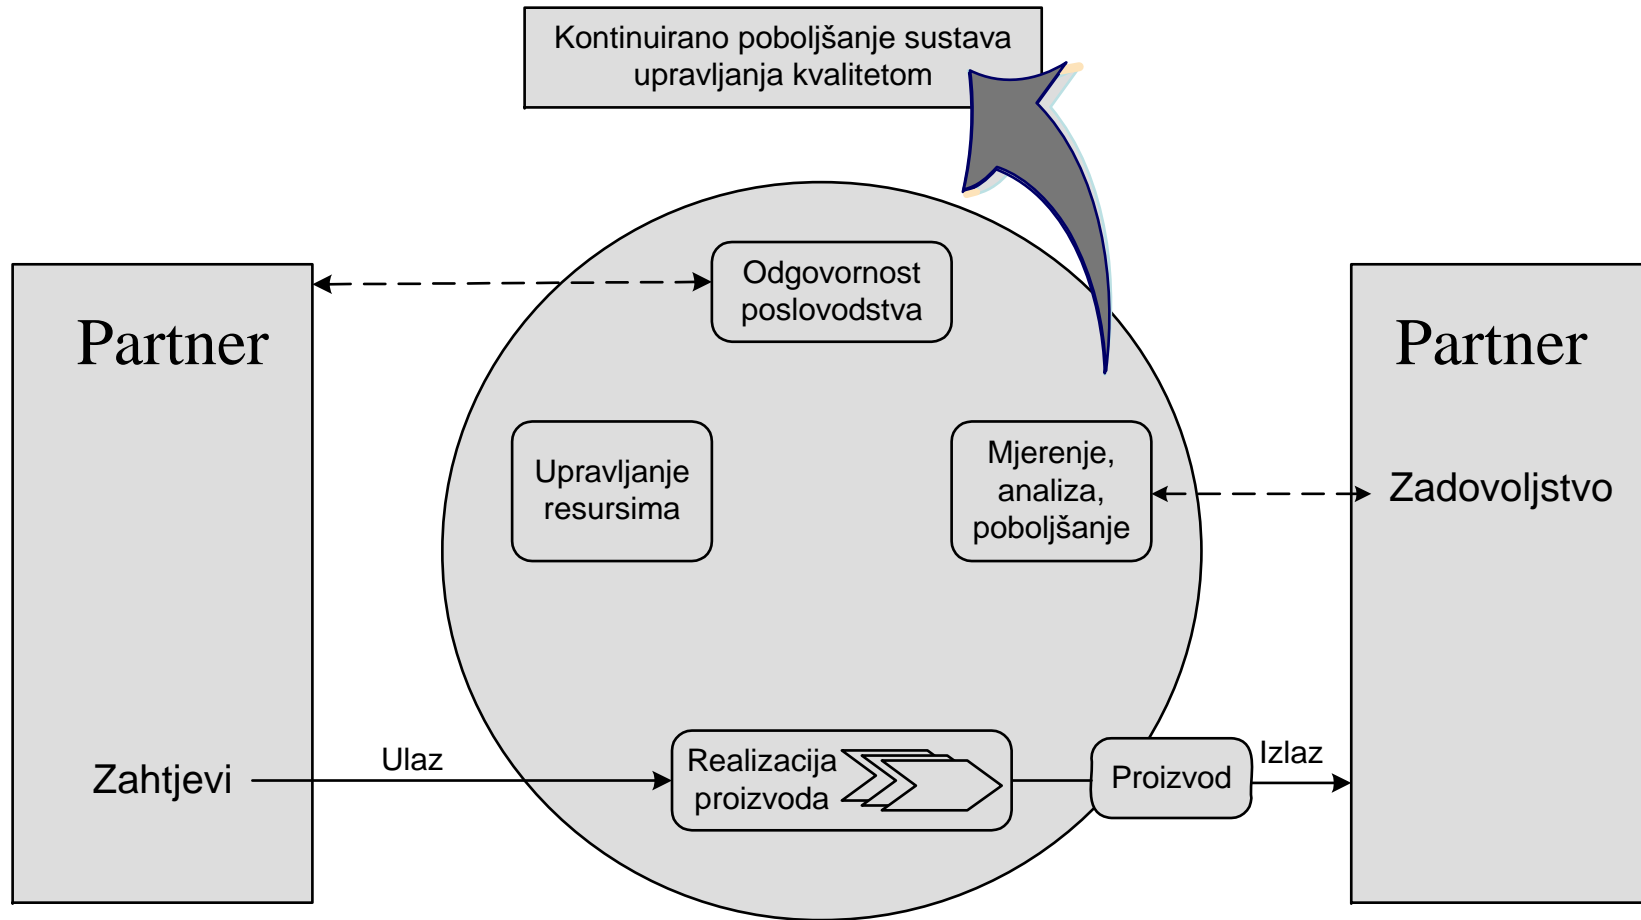 Kontinuirano poboljšanje sustava
upravljanja kvalitetom
Odgovornost
poslovodstva
Partner
Partner
Upravljanje
resursima
Mjerenje,
analiza,
poboljšanje
Zadovoljstvo
Zahtjevi
Ulaz
Realizacija
proizvoda
Proizvod
Izlaz